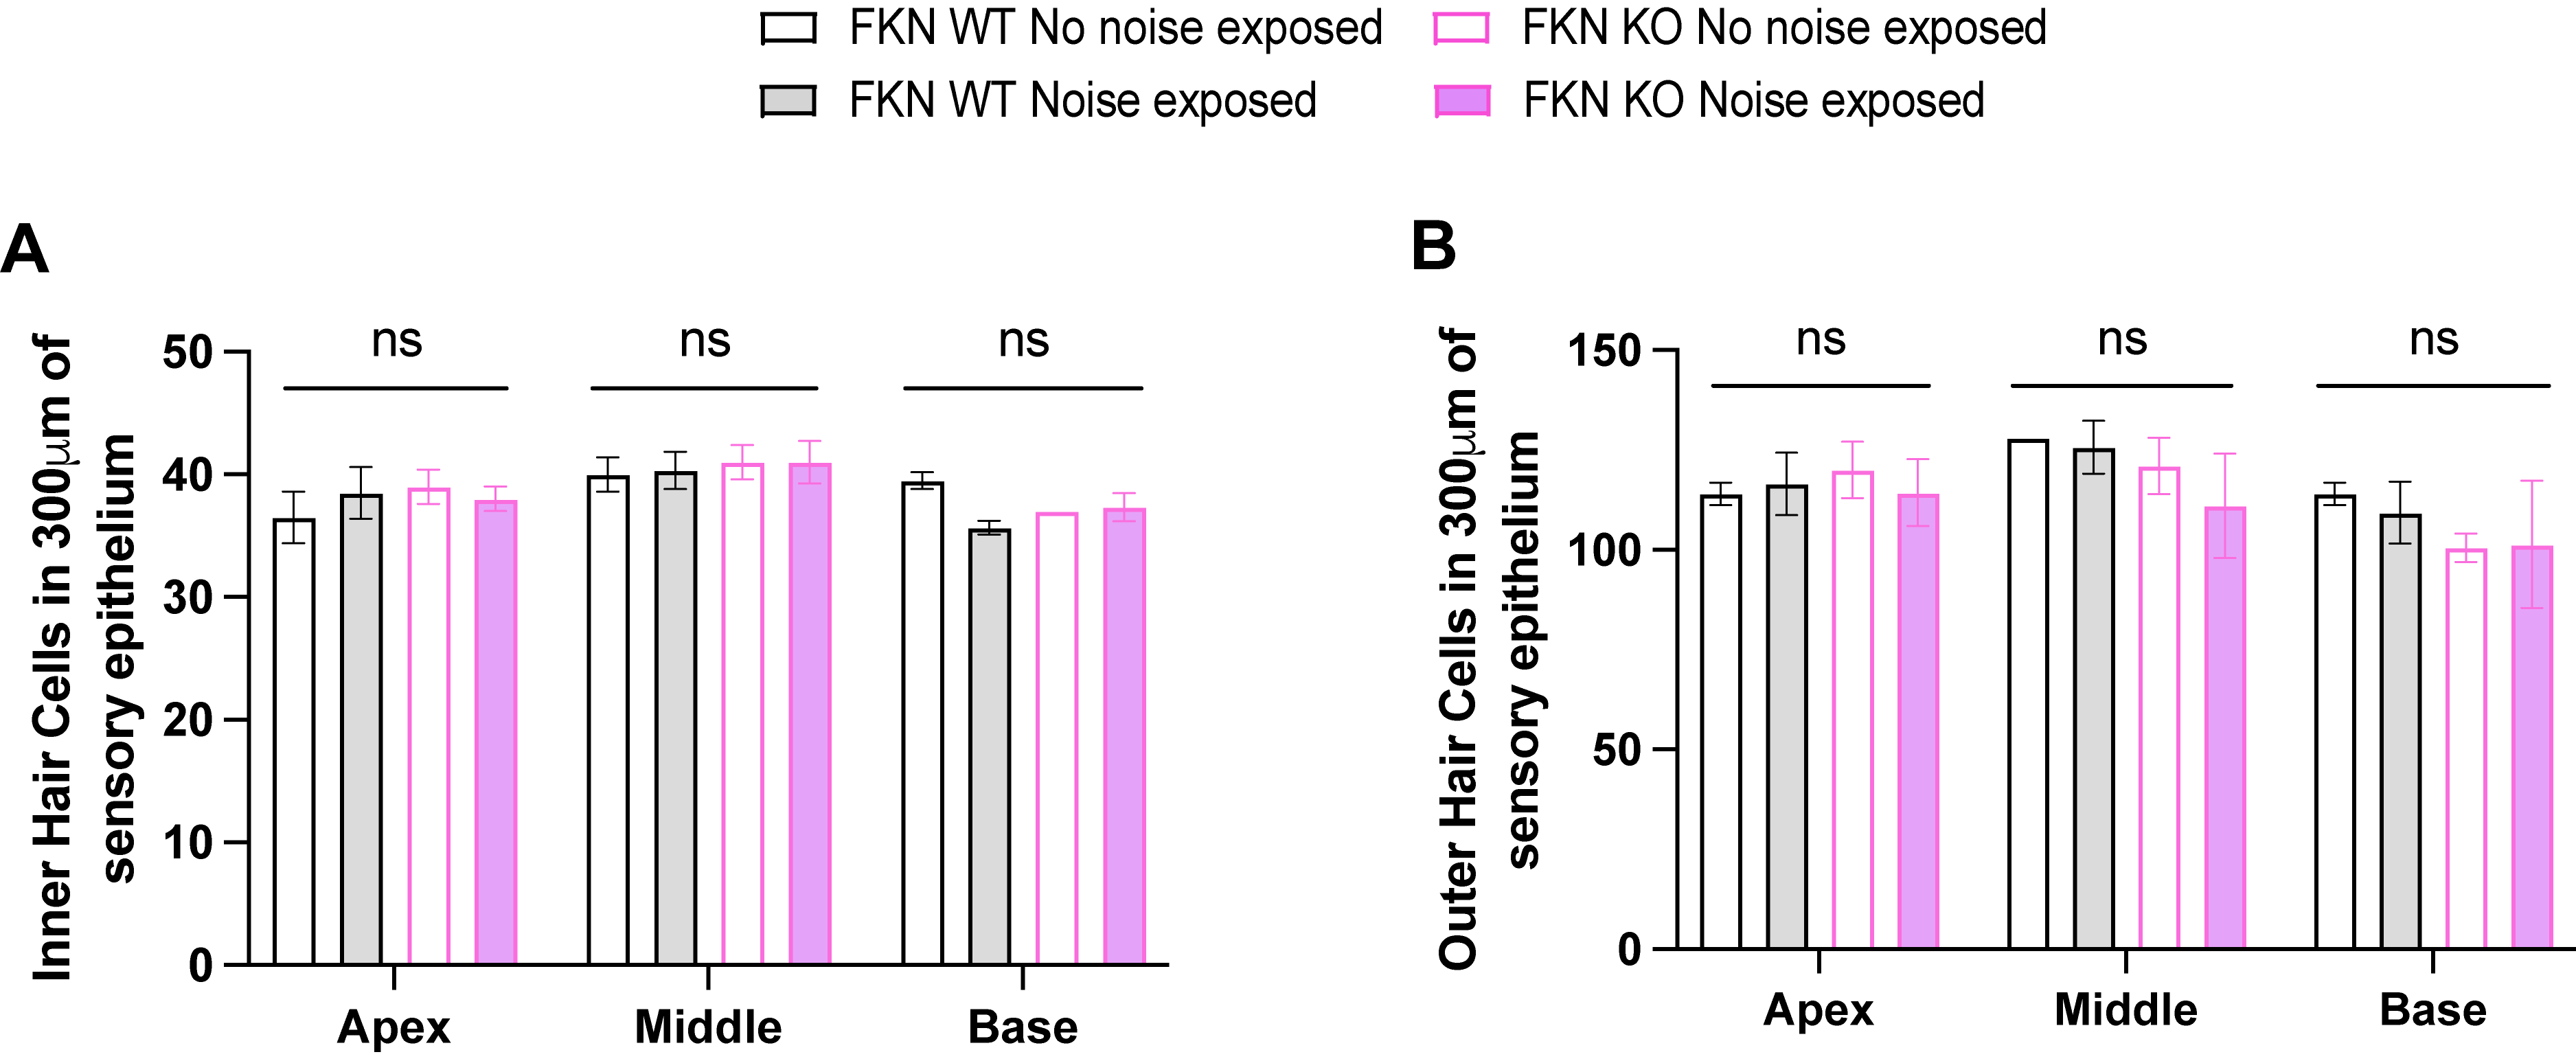 FKN WT No noise exposed
FKN KO No noise exposed
FKN WT Noise exposed
FKN KO Noise exposed
A
Inner Hair Cells in 300μm of
sensory epithelium
50
40
30
20
10
0
ns
ns
ns
Apex
Middle
Base
B
Outer Hair Cells in 300μm of
sensory epithelium
150
100
50
0
ns
ns
ns
Apex
Middle
Base